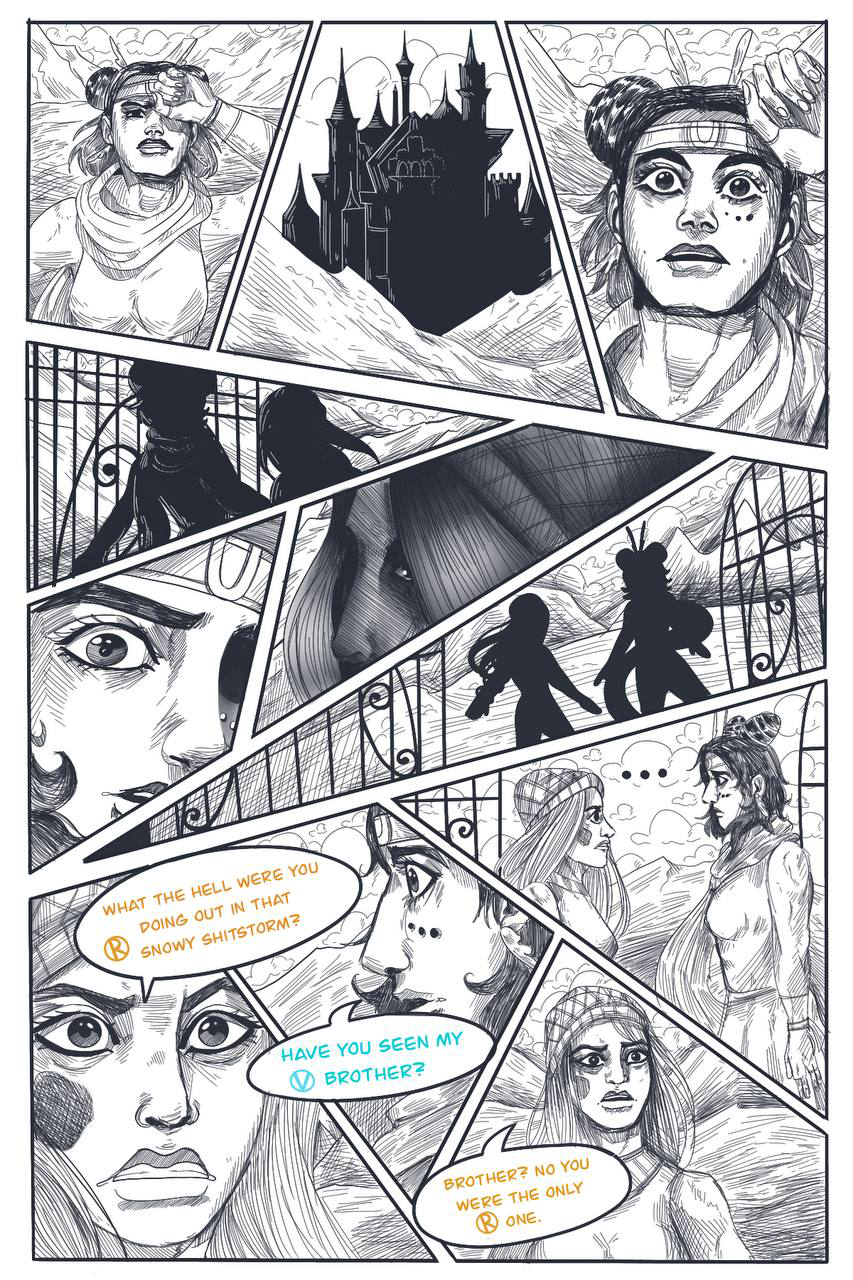 ...
WHAT THE HELL WERE YOU
DOING OUT IN THAT
Ⓡ SNOWY SHITSTORM?
HAVE YOU SEEN MY
Ⓥ BROTHER?
BROTHER? NO YOU
WERE THE ONLY
Ⓡ ONE.